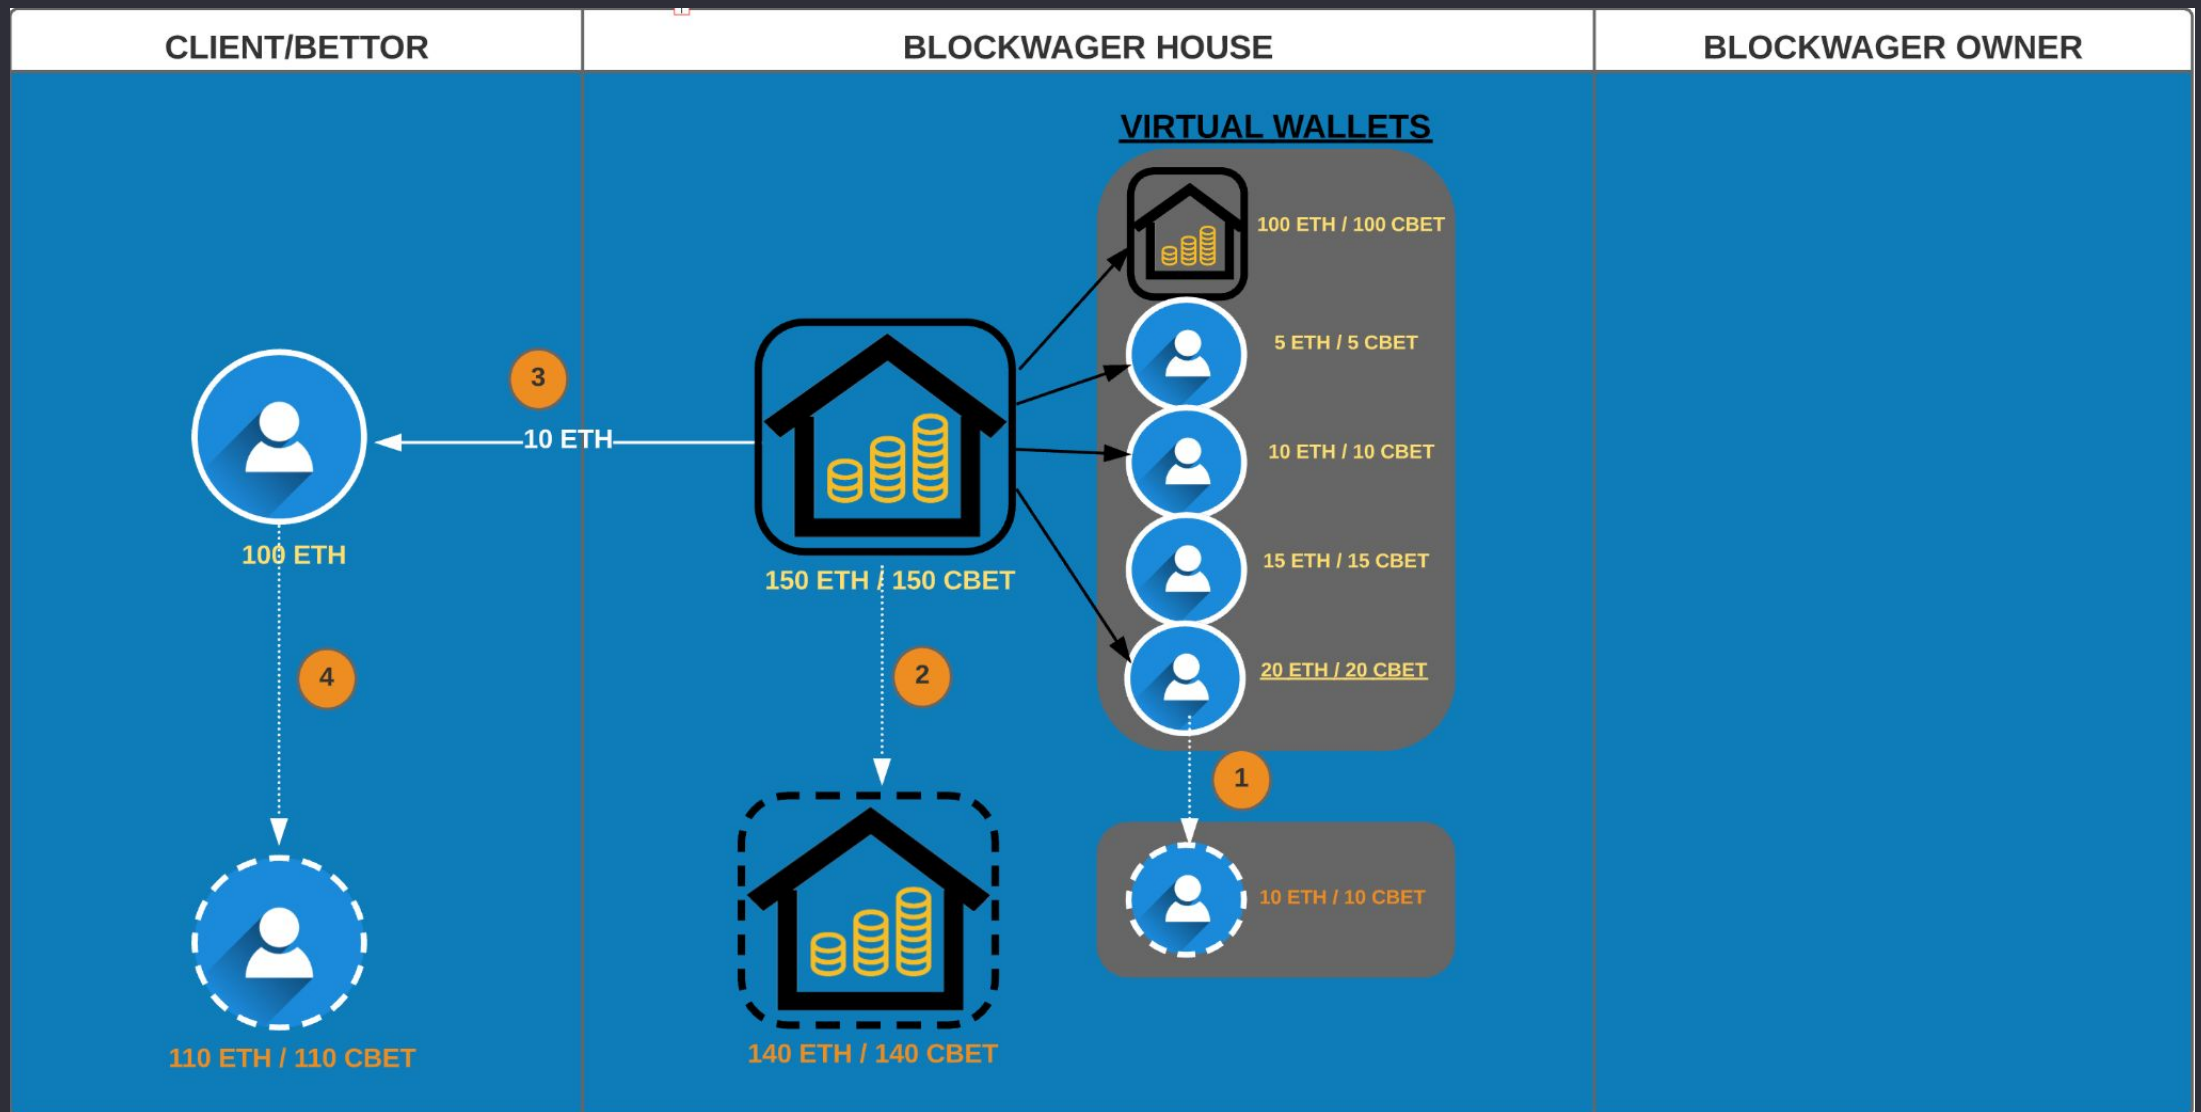 CLIENT/BETTOR
BLOCKWAGER HOUSE
BLOCKWAGER OWNER
VIRTUAL WALLETS
100 ETH / 100 CBET
5 ETH / 5 CBET
3
10 ETH
10 ETH / 10 CBET
100 ETH
150 ETH / 150 CBET
15 ETH / 15 CBET
4
2
20 ETH / 20 CBET
1
10 ETH / 10 CBET
110 ETH / 110 CBET
140 ETH / 140 CBET